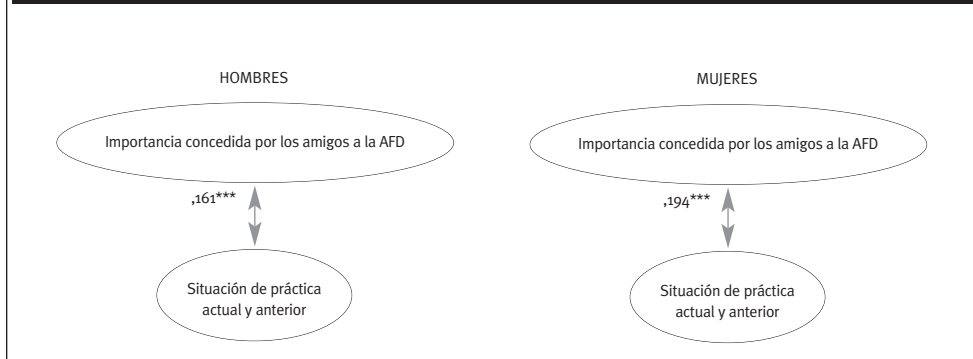 HOMBRES
Importancia concedida por los amigos a la AFD
,161***
Situación de práctica
actual y anterior
MUJERES
Importancia concedida por los amigos a la AFD
,194***
Situación de práctica
actual y anterior